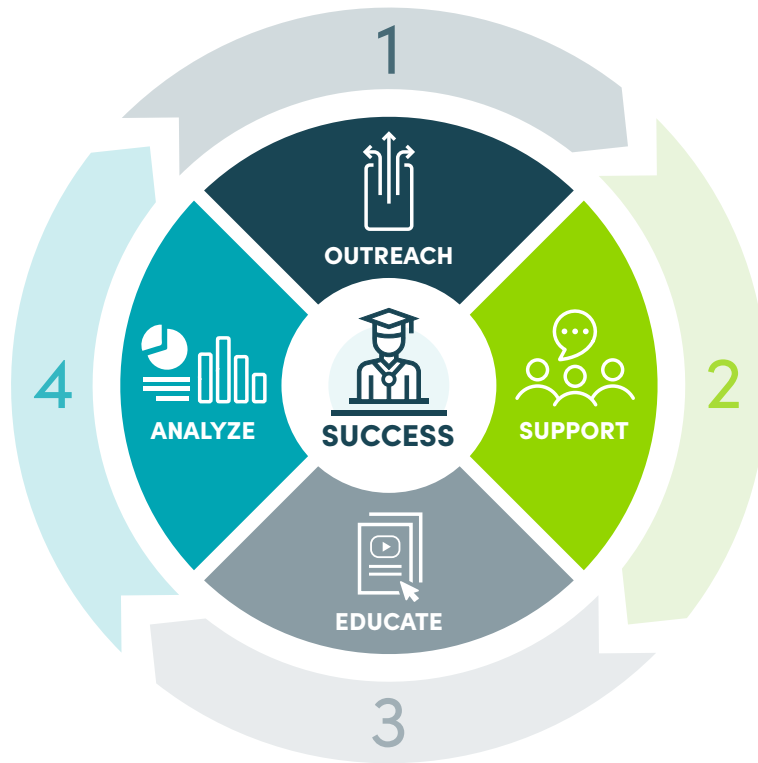 1
OUTREACH
2
SUPPORT
3
EDUCATE
4
ANALYZE
SUCCESS